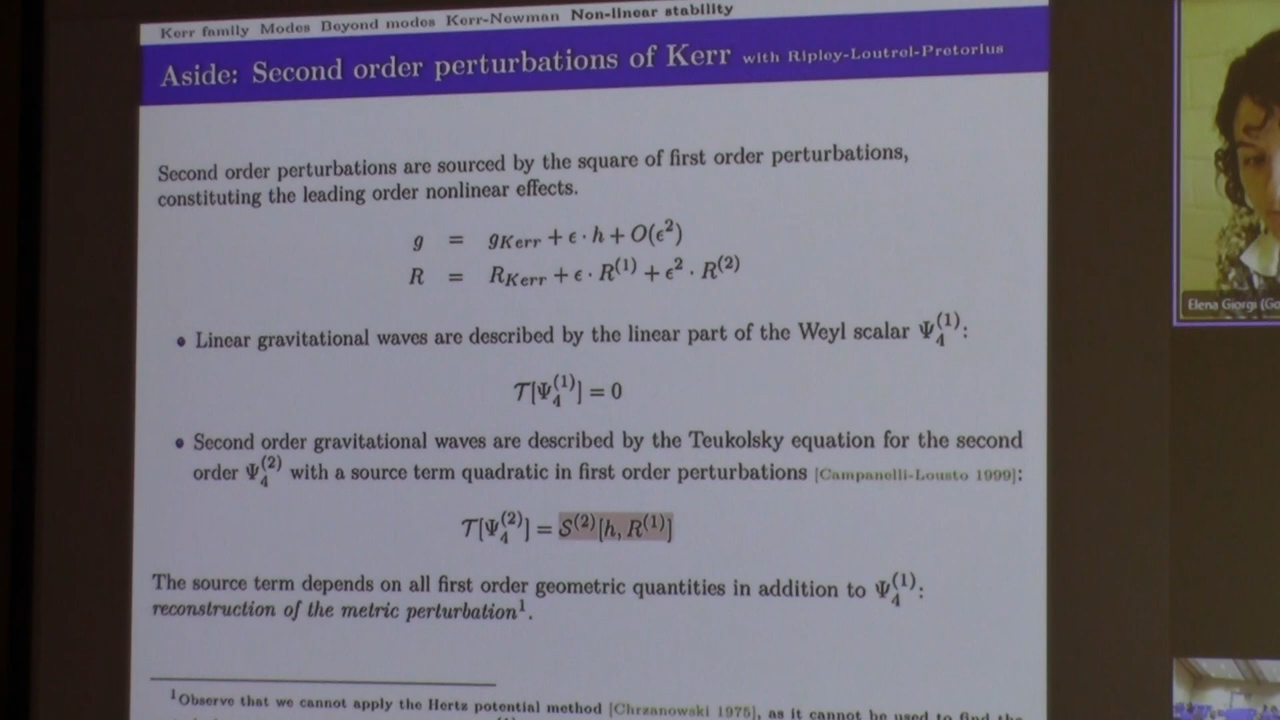 Kerr family Modes Beyond modes Kerr-Newman Non-linear stability
Aside: Second order perturbations of Kerr with Ripley-Loutrel-Pretorius
Second order perturbations are sourced by the square of first order perturbations,
constituting the leading order nonlinear effects.
g = g_{Kerr} + ϵ · h + O(ϵ^2)
R = R_{Kerr} + ϵ · R^{(1)} + ϵ^2 · R^{(2)}
• Linear gravitational waves are described by the linear part of the Weyl scalar Ψ_4^{(1)}:
𝒯[Ψ_4^{(1)}] = 0
• Second order gravitational waves are described by the Teukolsky equation for the second
order Ψ_4^{(2)} with a source term quadratic in first order perturbations [Campanelli-Lousto 1999]:
𝒯[Ψ_4^{(2)}] = 𝒮^{(2)}[h, R^{(1)}]
The source term depends on all first order geometric quantities in addition to Ψ_4^{(1)}:
reconstruction of the metric perturbation^1.
^1Observe that we cannot apply the Hertz potential method [Chrzanowski 1975], as it cannot be used to find the
Elena Giorgi (Go